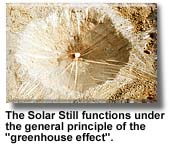 The Solar Still functions under
the general principle of the
"greenhouse effect".